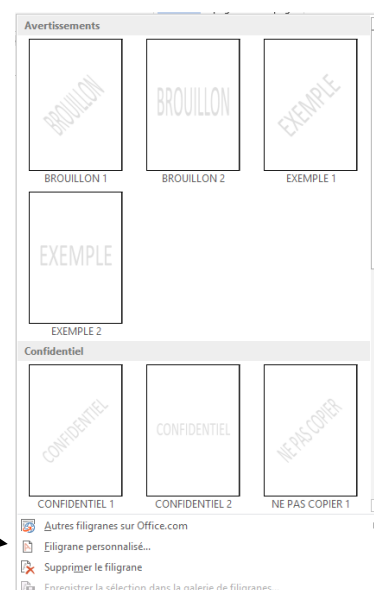 Avertissements
BROUILLON
BROUILLON
EXEMPLE
BROUILLON 1
BROUILLON 2
EXEMPLE 1
EXEMPLE
EXEMPLE 2
Confidentiel
CONFIDENTIEL
CONFIDENTIEL
NE PAS COPIER
CONFIDENTIEL 1
CONFIDENTIEL 2
NE PAS COPIER 1
Autres filigranes sur Office.com
Filigrane personnalisé...
Supprimer le filigrane
Enregistrer la sélection dans la galerie de filigranes...